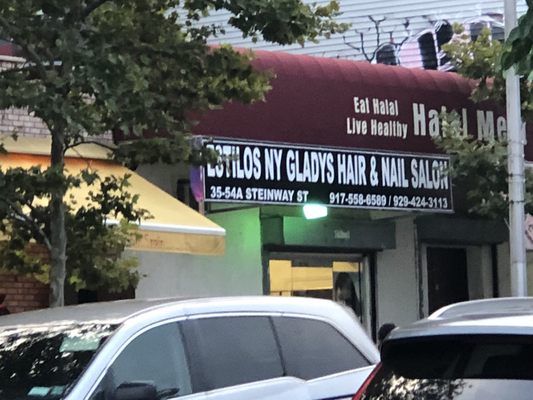 Eat Halal
Live Healthy
Halal Meat
ESTILOS NY GLADYS HAIR & NAIL SALON
35-54A STEINWAY ST 917-558-6589 / 929-424-3113